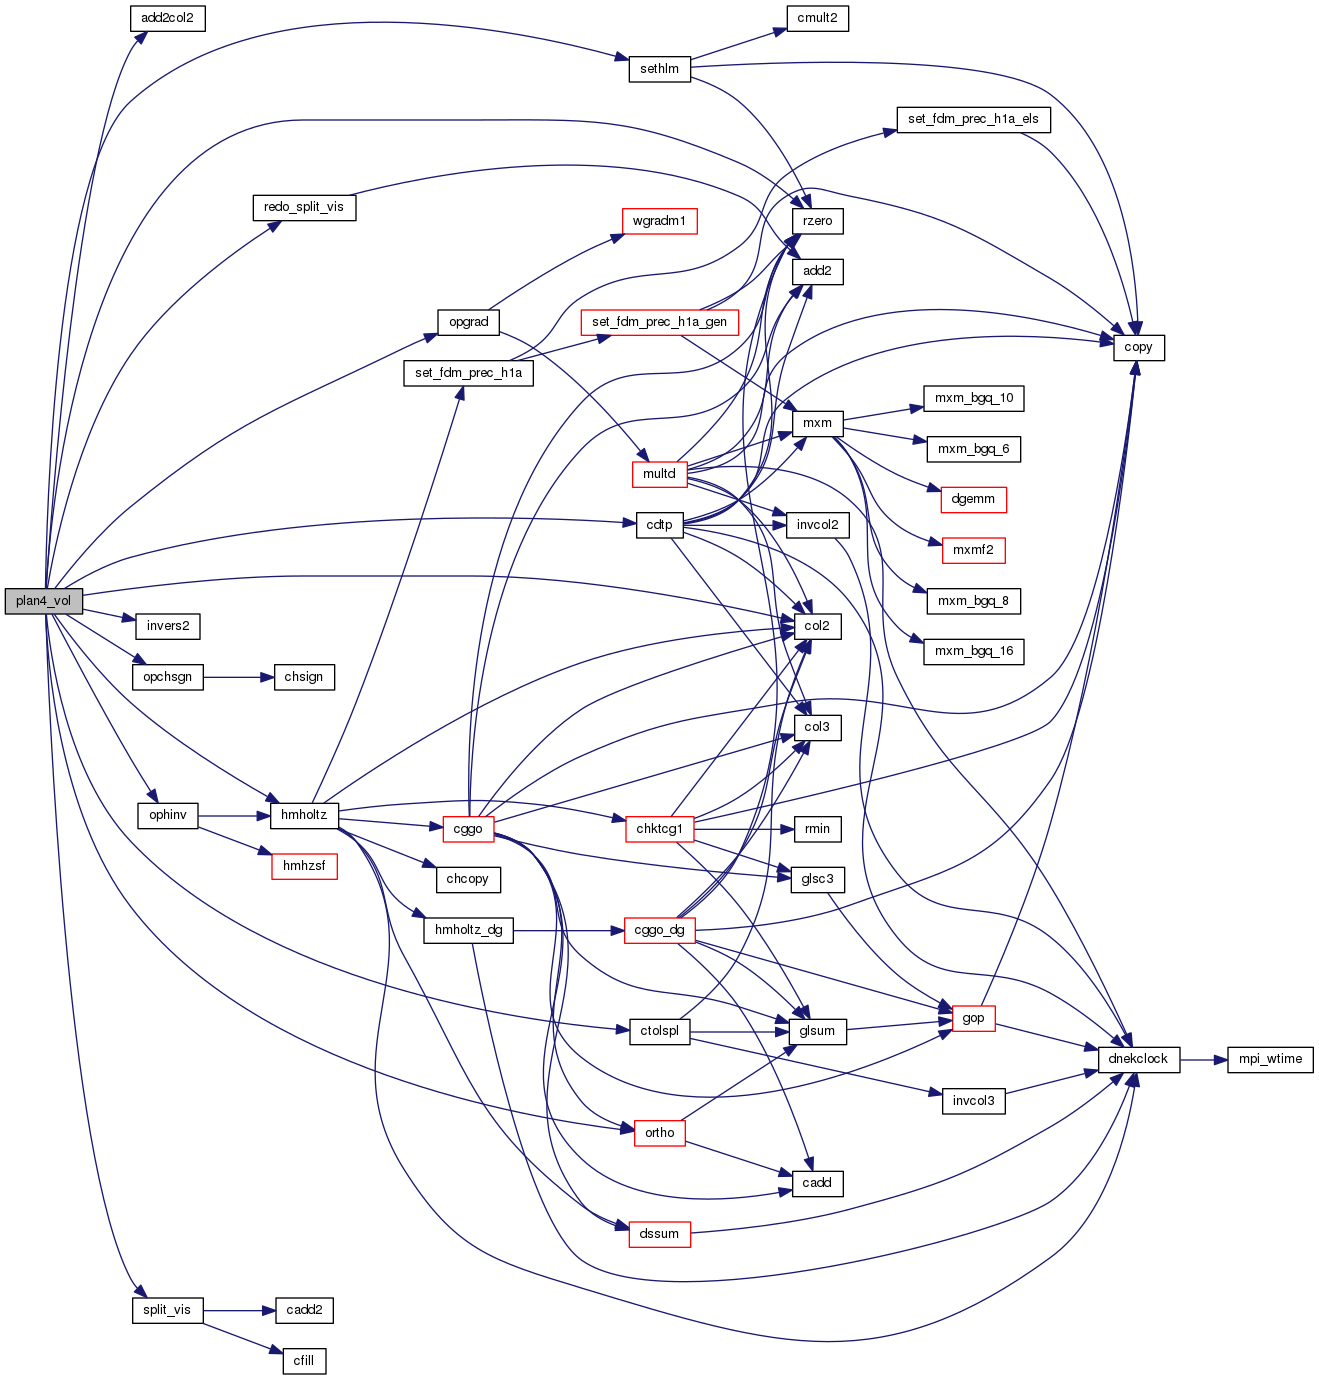 add2col2
cmult2
sethlm
set_fdm_prec_h1a_els
redo_split_vis
wgradm1
rzero
add2
opgrad
set_fdm_prec_h1a_gen
copy
set_fdm_prec_h1a
mxm_bgq_10
mxm
mxm_bgq_6
multd
dgemm
cdtp
invcol2
mxmf2
plan4_vol
mxm_bgq_8
invers2
col2
mxm_bgq_16
opchsgn
chsign
col3
ophinv
hmholtz
cggo
chktcg1
rmin
hmhzsf
chcopy
glsc3
hmholtz_dg
cggo_dg
gop
ctolspl
glsum
dnekclock
mpi_wtime
invcol3
ortho
cadd
dssum
split_vis
cadd2
cfill